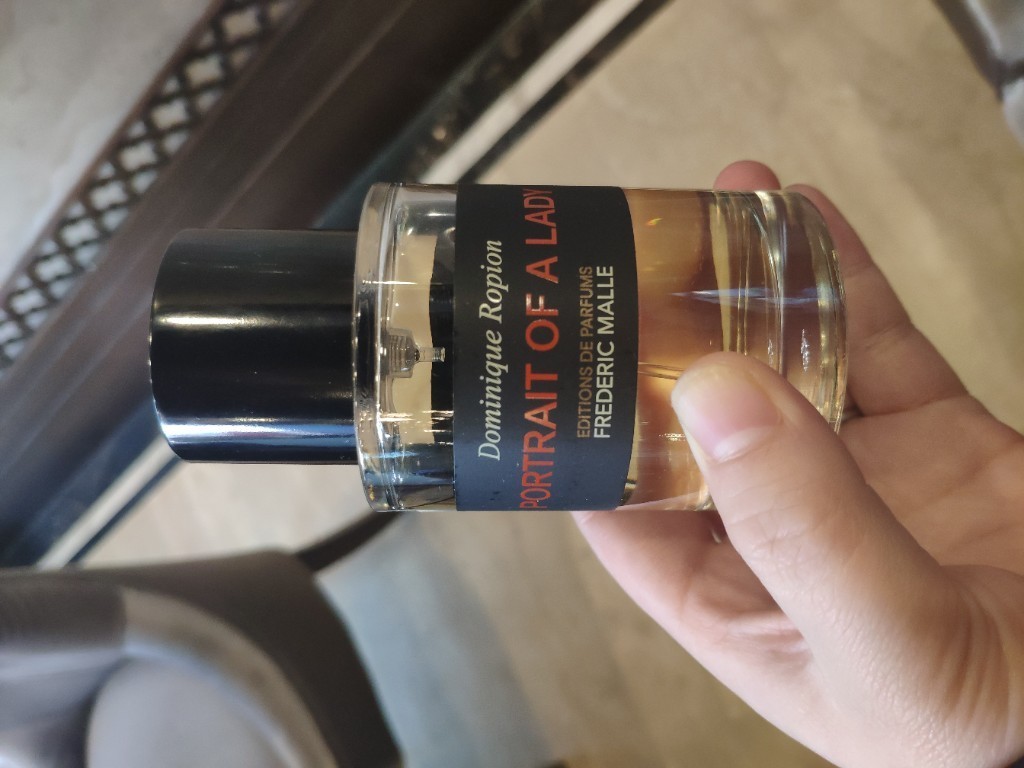 Dominique Ropion
PORTRAIT OF A LADY
EDITIONS DE PARFUMS
FREDERIC MALLE